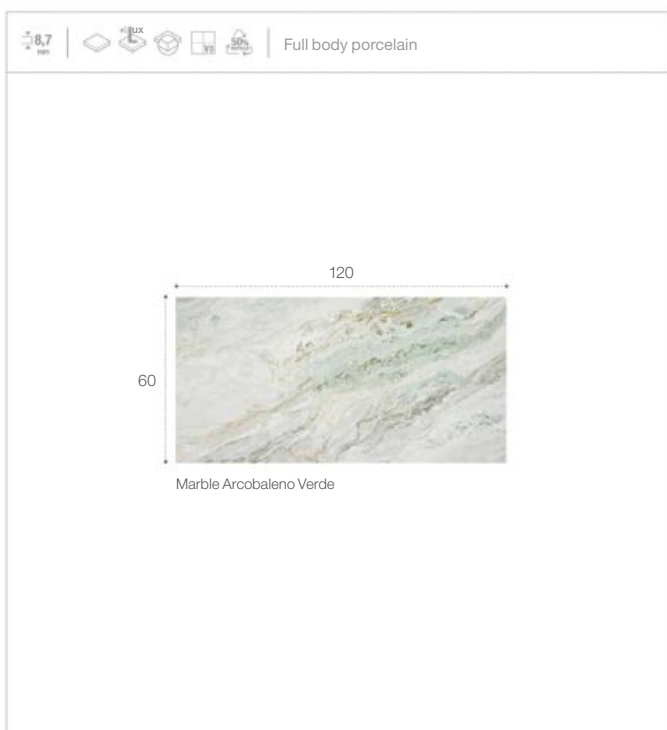 8,7
mm
Lux
V3
50%
Full body porcelain
120
60
Marble Arcobaleno Verde